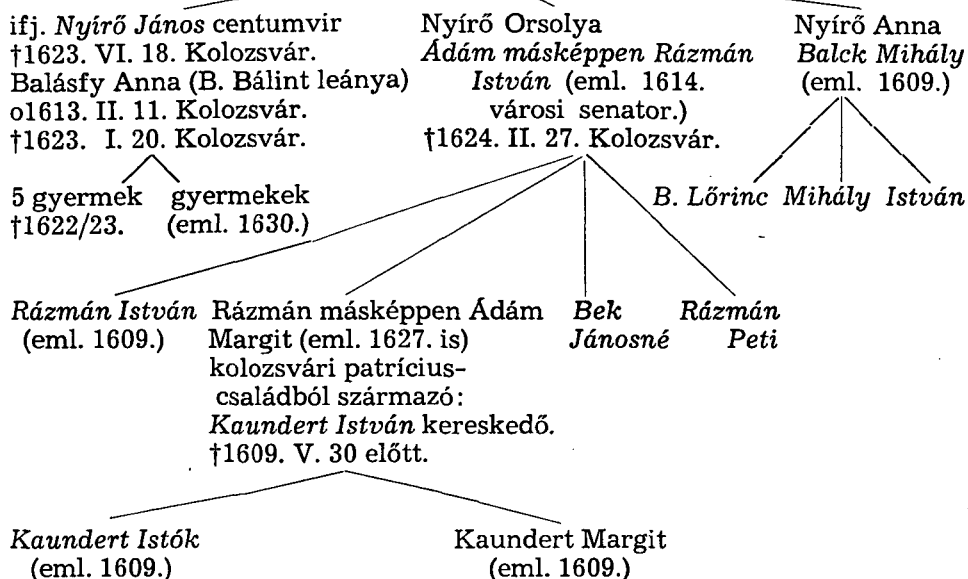 ifj. Nyírő János centumvir
†1623. VI. 18. Kolozsvár.
Balásfy Anna (B. Bálint leánya)
o1613. II. 11. Kolozsvár.
†1623. I. 20. Kolozsvár.
Nyírő Orsolya
Ádám másképpen Rázmán
István (eml. 1614.
városi senator.)
†1624. II. 27. Kolozsvár.
Nyírő Anna
Balck Mihály
(eml. 1609.)
5 gyermek gyermekek
†1622/23. (eml. 1630.)
B. Lőrinc Mihály István
Rázmán István
(eml. 1609.)
Rázmán másképpen Ádám
Margit (eml. 1627. is)
kolozsvári patrícius-
családból származó:
Kaundert István kereskedő.
†1609. V. 30 előtt.
Bek
Jánosné
Rázmán
Peti
Kaundert Istók
(eml. 1609.)
Kaundert Margit
(eml. 1609.)